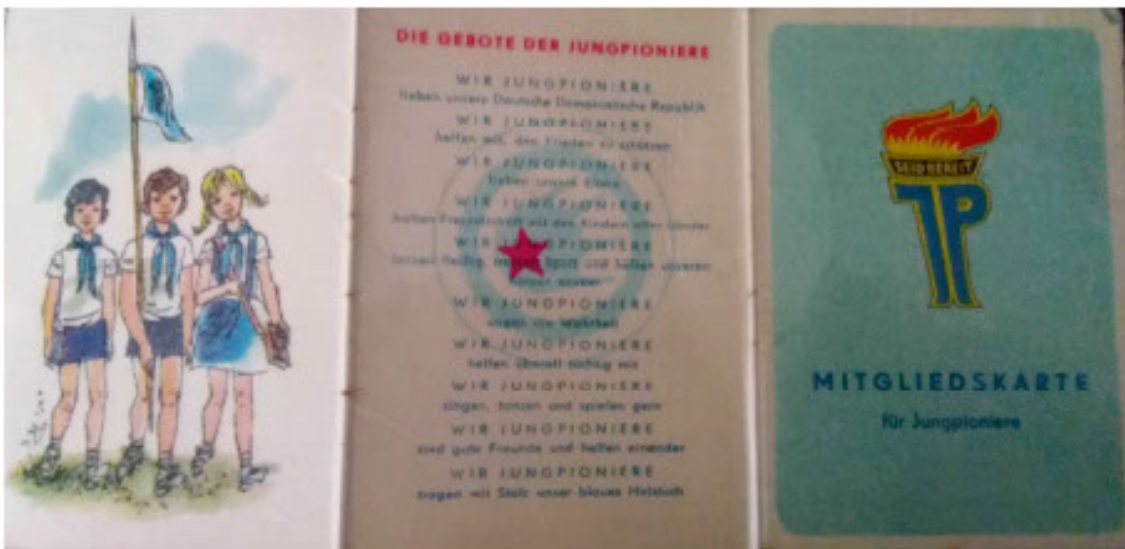 DIE GEBOTE DER JUNGPIONIERE
WIR JUNGPIONIERE
lieben unsere Deutsche Demokratische Republik
WIR JUNGPIONIERE
helfen mit, den Frieden zu schützen
WIR JUNGPIONIERE
lieben unsere Eltern
WIR JUNGPIONIERE
halten Freundschaft mit den Kindern aller Länder
WIR JUNGPIONIERE
lernen fleißig, treiben Sport und halten unseren
Körper sauber
WIR JUNGPIONIERE
sagen die Wahrheit
WIR JUNGPIONIERE
helfen überall tüchtig mit
WIR JUNGPIONIERE
singen, tanzen und spielen gern
WIR JUNGPIONIERE
sind gute Freunde und helfen einander
WIR JUNGPIONIERE
tragen mit Stolz unser blaues Halstuch
SEID BEREIT
JP
MITGLIEDSKARTE
für Jungpioniere